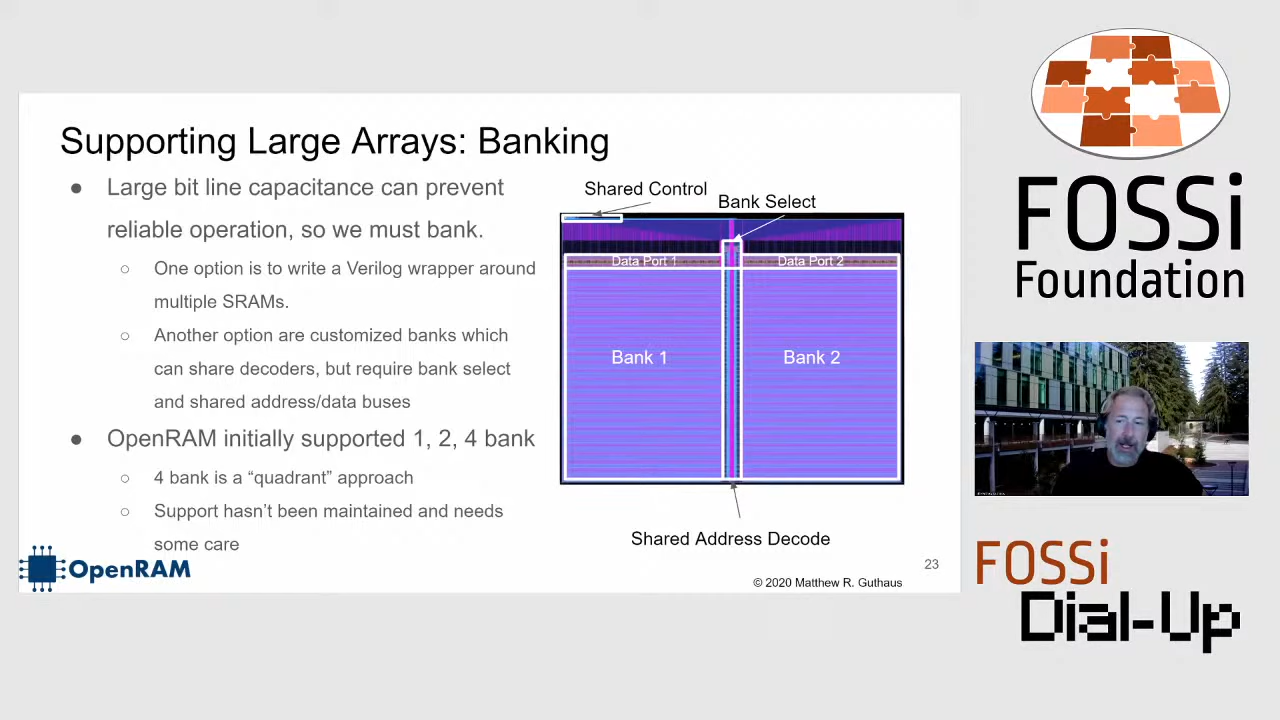 Supporting Large Arrays: Banking
● Large bit line capacitance can prevent
reliable operation, so we must bank.
○ One option is to write a Verilog wrapper around
multiple SRAMs.
○ Another option are customized banks which
can share decoders, but require bank select
and shared address/data buses
● OpenRAM initially supported 1, 2, 4 bank
○ 4 bank is a “quadrant” approach
○ Support hasn’t been maintained and needs
some care
Shared Control
Bank Select
Data Port 1
Data Port 2
Bank 1
Bank 2
Shared Address Decode
OpenRAM
23
© 2020 Matthew R. Guthaus
FOSSi
Foundation
FOSSi
Dial-Up